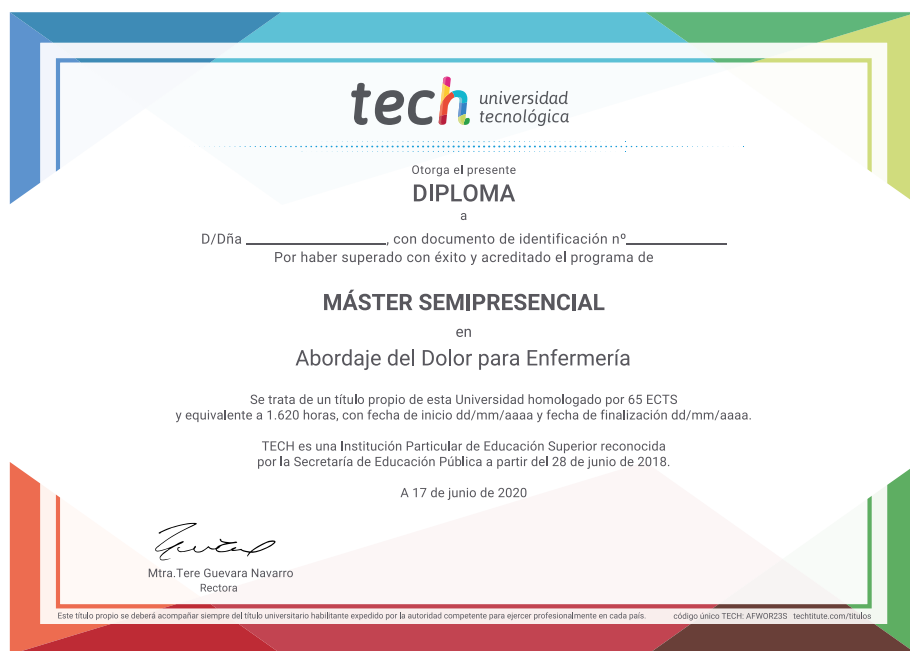 tech universidad
tecnológica
Otorga el presente
DIPLOMA
a
D/Dña ______________, con documento de identificación nº__________
Por haber superado con éxito y acreditado el programa de
MÁSTER SEMIPRESENCIAL
en
Abordaje del Dolor para Enfermería
Se trata de un título propio de esta Universidad homologado por 65 ECTS
y equivalente a 1.620 horas, con fecha de inicio dd/mm/aaaa y fecha de finalización dd/mm/aaaa.
TECH es una Institución Particular de Educación Superior reconocida
por la Secretaría de Educación Pública a partir del 28 de junio de 2018.
A 17 de junio de 2020
Mtra.Tere Guevara Navarro
Rectora
Este título propio se deberá acompañar siempre del título universitario habilitante expedido por la autoridad competente para ejercer profesionalmente en cada país. código único TECH: AFWOR23S techtitute.com/titulos